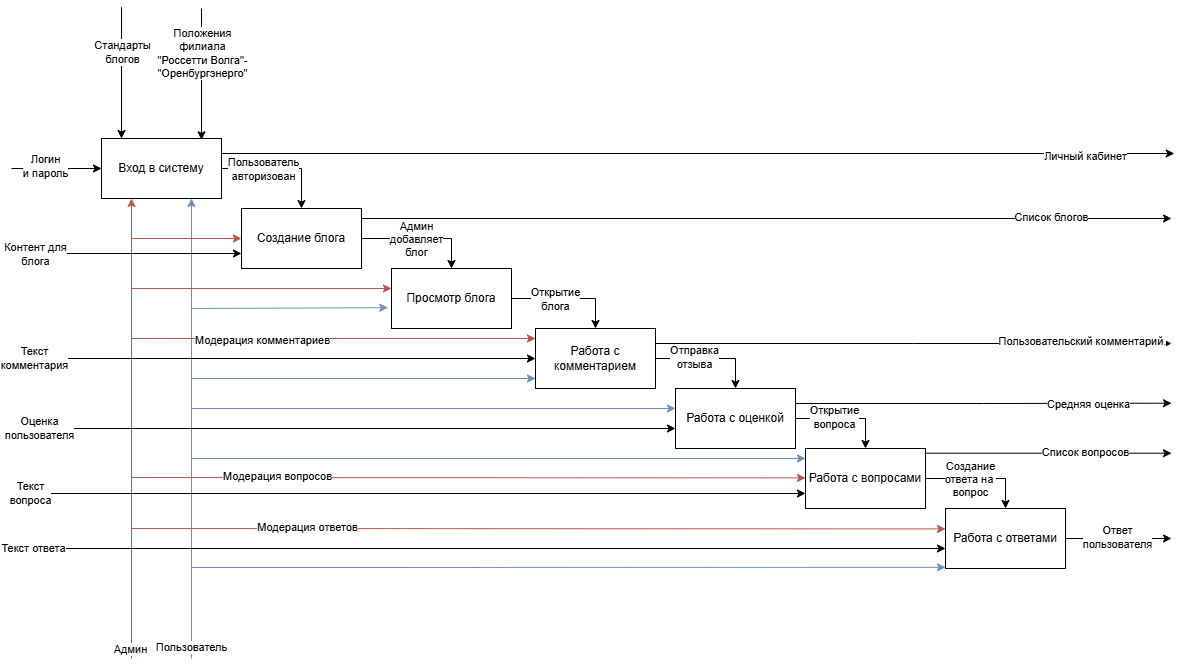 Стандарты
блогов
Положения
филиала
"Россетти Волга"-
"Оренбургэнерго"
Логин
и пароль
Вход в систему
Пользователь
авторизован
Личный кабинет
Контент для
блога
Создание блога
Админ
добавляет
блог
Список блогов
Просмотр блога
Открытие
блога
Текст
комментария
Модерация комментариев
Работа с
комментарием
Отправка
отзыва
Пользовательский комментарий.
Оценка
пользователя
Работа с оценкой
Открытие
вопроса
Средняя оценка
Текст
вопроса
Модерация вопросов
Работа с вопросами
Создание
ответа на
вопрос
Список вопросов
Текст ответа
Модерация ответов
Работа с ответами
Ответ
пользователя
Админ
Пользователь